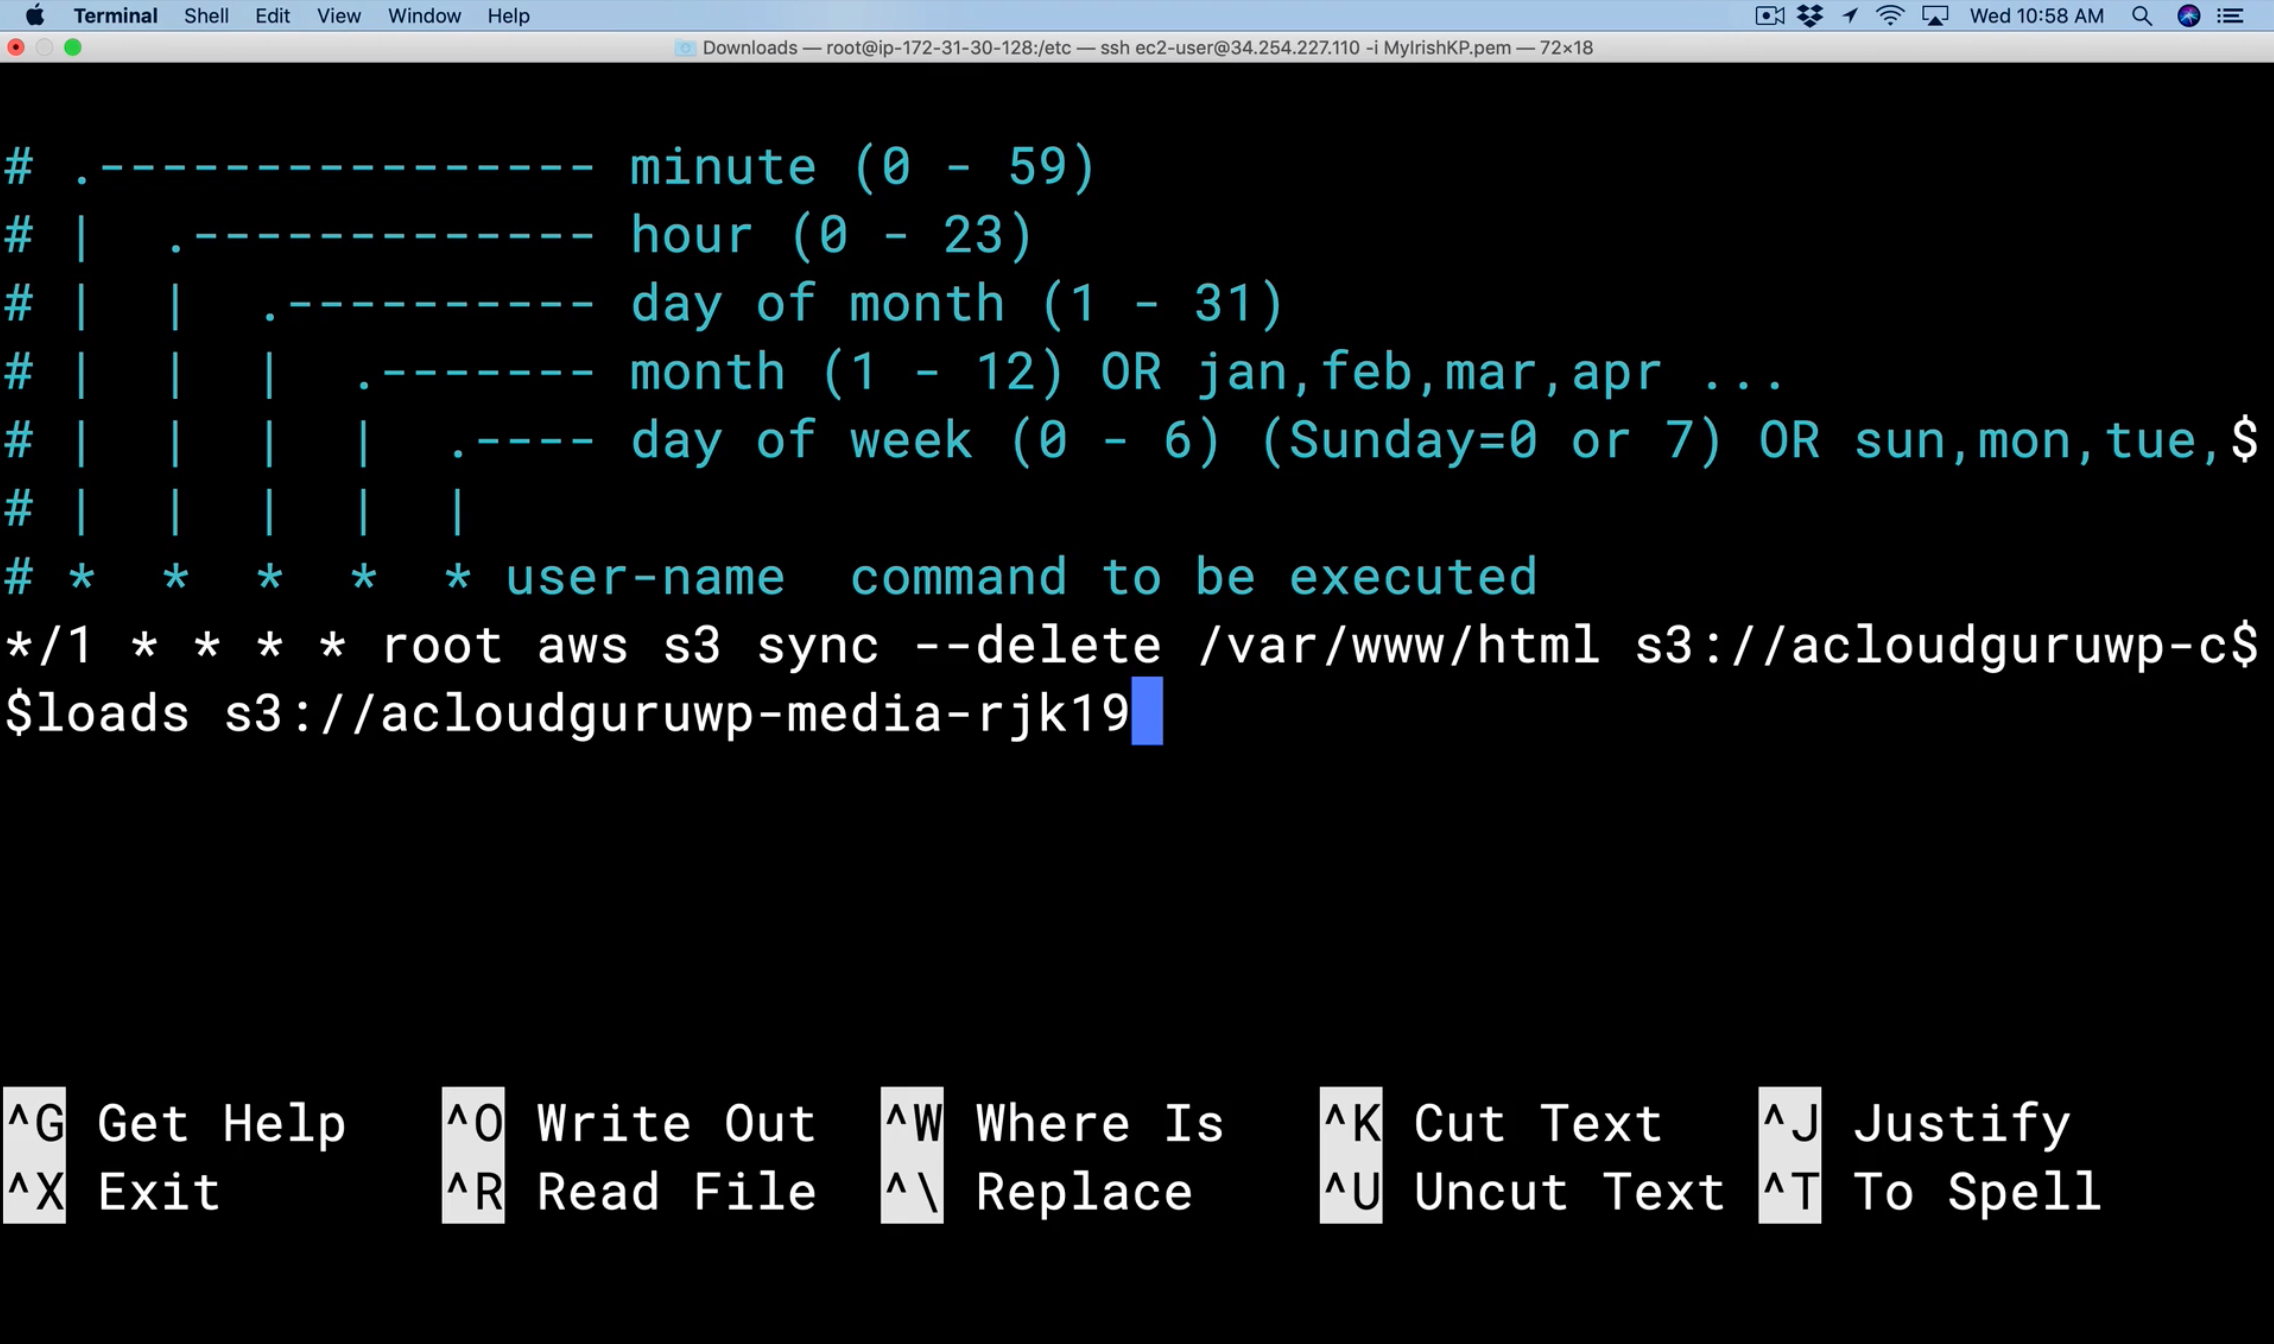 Terminal Shell Edit View Window Help Wed 10:58 AM
Downloads — root@ip-172-31-30-128:/etc — ssh ec2-user@34.254.227.110 -i MyIrishKP.pem — 72×18
# .---------------- minute (0 - 59)
# |  .------------- hour (0 - 23)
# |  |  .---------- day of month (1 - 31)
# |  |  |  .------- month (1 - 12) OR jan,feb,mar,apr ...
# |  |  |  |  .---- day of week (0 - 6) (Sunday=0 or 7) OR sun,mon,tue,$
# |  |  |  |  |
# *  *  *  *  * user-name  command to be executed
*/1 * * * * root aws s3 sync --delete /var/www/html s3://acloudguruwp-c$
$loads s3://acloudguruwp-media-rjk19
^G Get Help ^O Write Out ^W Where Is ^K Cut Text ^J Justify
^X Exit ^R Read File ^\ Replace ^U Uncut Text ^T To Spell